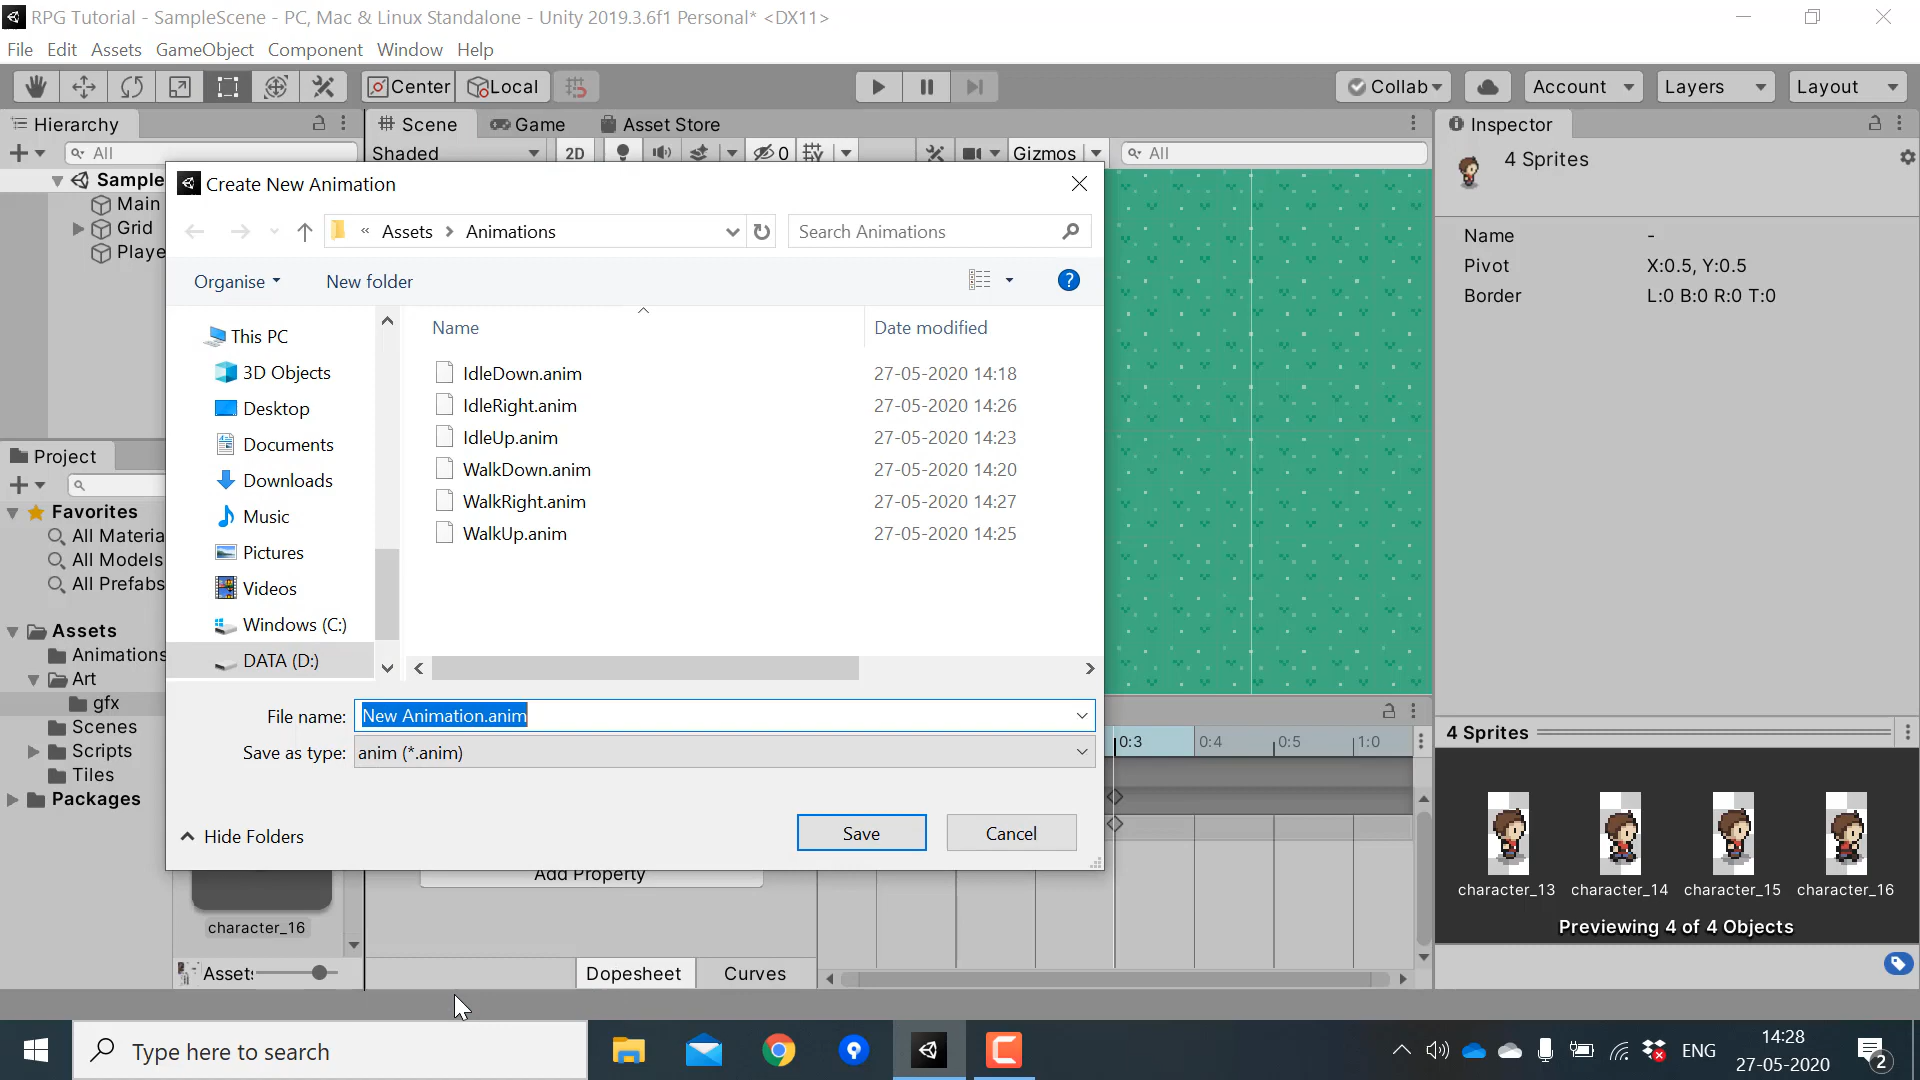 RPG Tutorial - SampleScene - PC, Mac & Linux Standalone - Unity 2019.3.6f1 Personal* <DX11>
File Edit Assets GameObject Component Window Help
Center Local Collab Account Layers Layout
Hierarchy Scene Game Asset Store Inspector
All Shaded 2D 0 Gizmos All 4 Sprites
Sample
Main
Grid
Playe
Create New Animation
« Assets > Animations Search Animations
Organise New folder ?
This PC
3D Objects
Desktop
Documents
Downloads
Music
Pictures
Videos
Windows (C:)
DATA (D:)
Name Date modified
IdleDown.anim 27-05-2020 14:18
IdleRight.anim 27-05-2020 14:26
IdleUp.anim 27-05-2020 14:23
WalkDown.anim 27-05-2020 14:20
WalkRight.anim 27-05-2020 14:27
WalkUp.anim 27-05-2020 14:25
File name: New Animation.anim
Save as type: anim (*.anim)
Hide Folders Save Cancel
Name -
Pivot X:0.5, Y:0.5
Border L:0 B:0 R:0 T:0
Project
Favorites
All Materia
All Models
All Prefabs
Assets
Animations
Art
gfx
Scenes
Scripts
Tiles
Packages
character_16
Assets
Add Property
Dopesheet Curves
0:3 0:4 0:5 1:0
4 Sprites
character_13 character_14 character_15 character_16
Previewing 4 of 4 Objects
Type here to search
ENG 14:28
27-05-2020
2